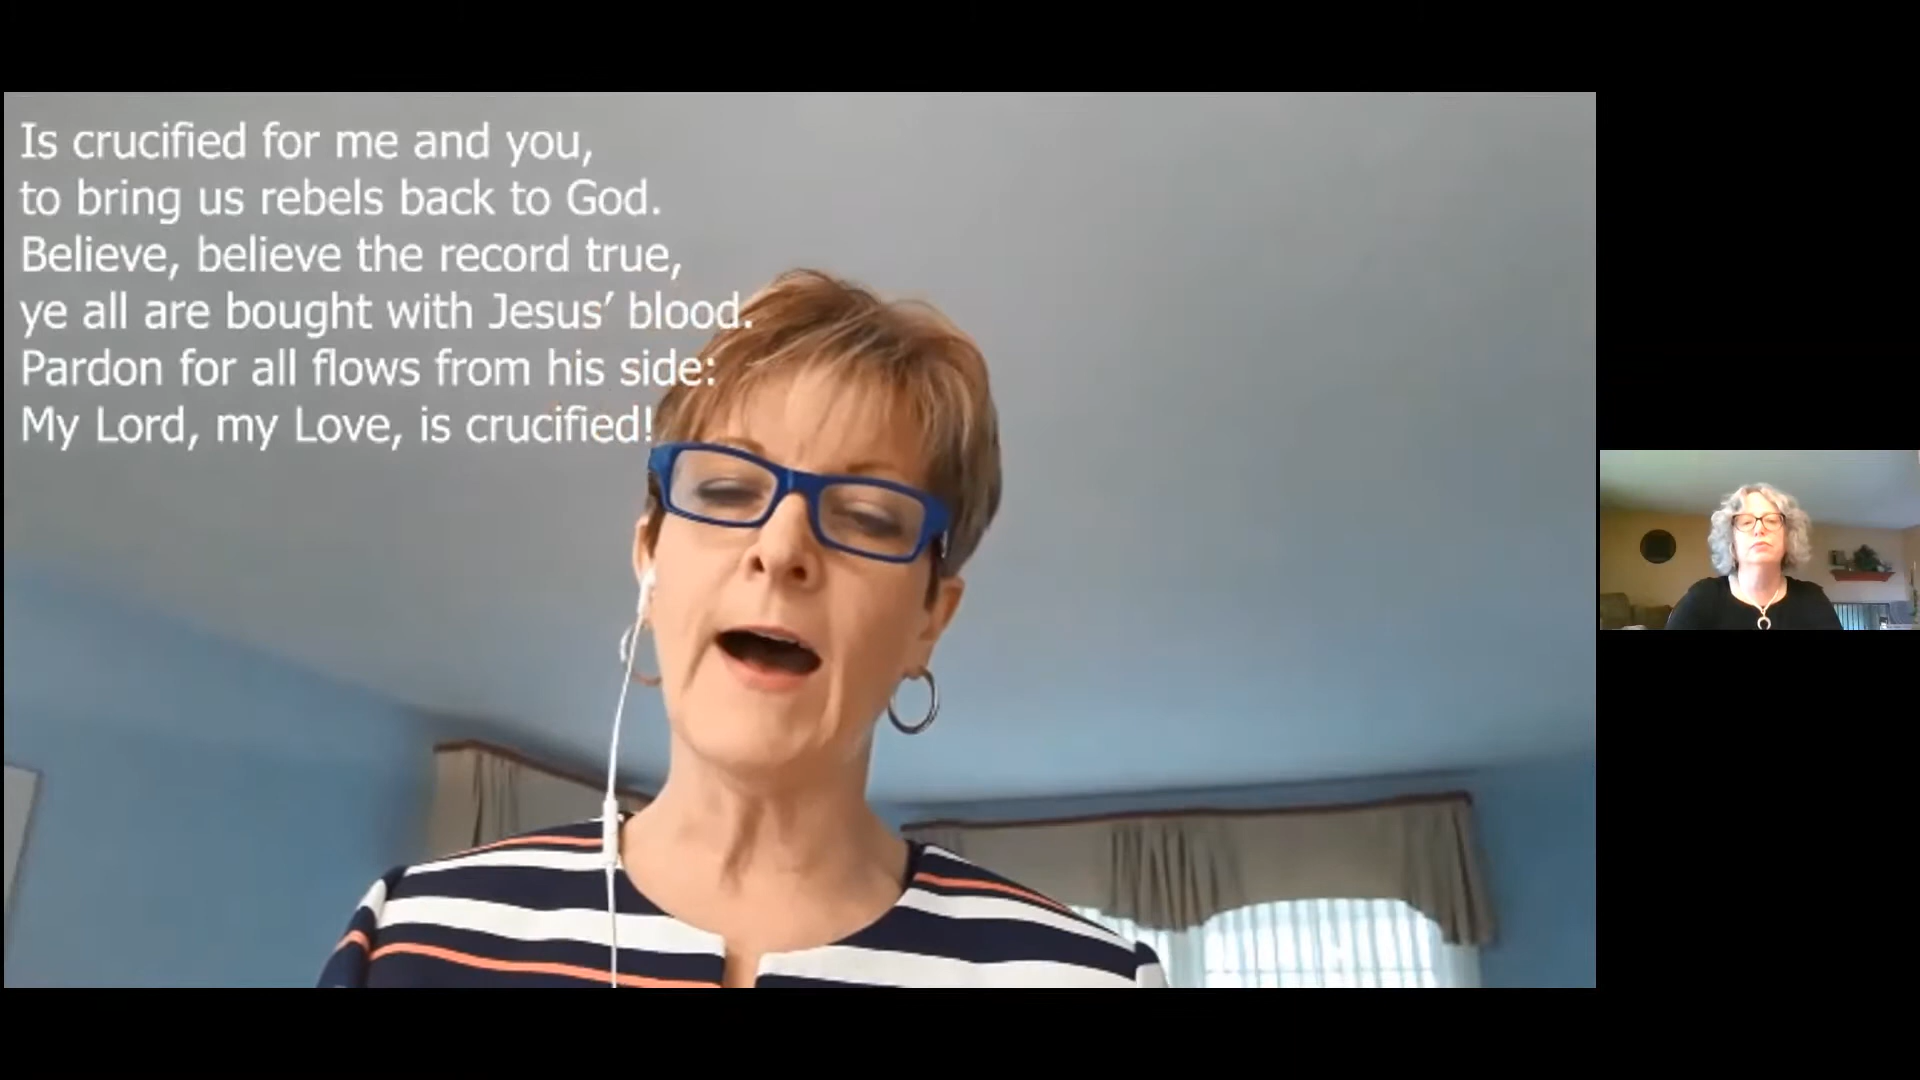 Is crucified for me and you,
to bring us rebels back to God.
Believe, believe the record true,
ye all are bought with Jesus’ blood.
Pardon for all flows from his side:
My Lord, my Love, is crucified!